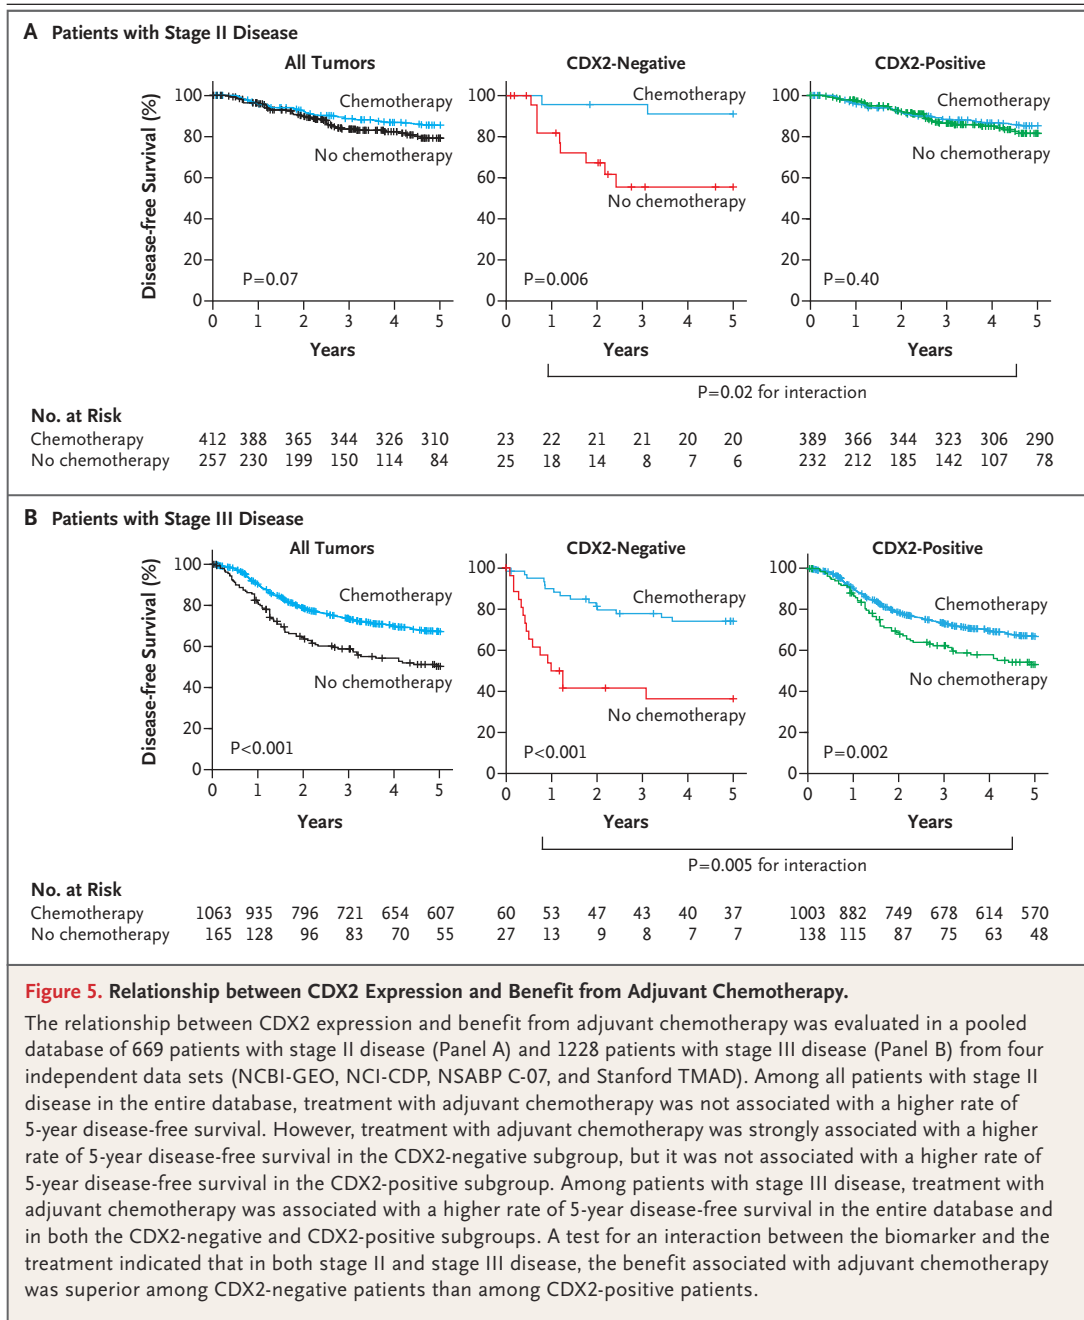 A Patients with Stage II Disease
All Tumors CDX2-Negative CDX2-Positive
Disease-free Survival (%)
100 80 60 40 20 0
Chemotherapy
No chemotherapy
P=0.07
0 1 2 3 4 5
Years
100 80 60 40 20 0
Chemotherapy
No chemotherapy
P=0.006
0 1 2 3 4 5
Years
100 80 60 40 20 0
Chemotherapy
No chemotherapy
P=0.40
0 1 2 3 4 5
Years
P=0.02 for interaction
No. at Risk
Chemotherapy 412 388 365 344 326 310 23 22 21 21 20 20 389 366 344 323 306 290
No chemotherapy 257 230 199 150 114 84 25 18 14 8 7 6 232 212 185 142 107 78
B Patients with Stage III Disease
All Tumors CDX2-Negative CDX2-Positive
Disease-free Survival (%)
100 80 60 40 20 0
Chemotherapy
No chemotherapy
P<0.001
0 1 2 3 4 5
Years
100 80 60 40 20 0
Chemotherapy
No chemotherapy
P<0.001
0 1 2 3 4 5
Years
100 80 60 40 20 0
Chemotherapy
No chemotherapy
P=0.002
0 1 2 3 4 5
Years
P=0.005 for interaction
No. at Risk
Chemotherapy 1063 935 796 721 654 607 60 53 47 43 40 37 1003 882 749 678 614 570
No chemotherapy 165 128 96 83 70 55 27 13 9 8 7 7 138 115 87 75 63 48
Figure 5. Relationship between CDX2 Expression and Benefit from Adjuvant Chemotherapy.
The relationship between CDX2 expression and benefit from adjuvant chemotherapy was evaluated in a pooled
database of 669 patients with stage II disease (Panel A) and 1228 patients with stage III disease (Panel B) from four
independent data sets (NCBI-GEO, NCI-CDP, NSABP C-07, and Stanford TMAD). Among all patients with stage II
disease in the entire database, treatment with adjuvant chemotherapy was not associated with a higher rate of
5-year disease-free survival. However, treatment with adjuvant chemotherapy was strongly associated with a higher
rate of 5-year disease-free survival in the CDX2-negative subgroup, but it was not associated with a higher rate of
5-year disease-free survival in the CDX2-positive subgroup. Among patients with stage III disease, treatment with
adjuvant chemotherapy was associated with a higher rate of 5-year disease-free survival in the entire database and
in both the CDX2-negative and CDX2-positive subgroups. A test for an interaction between the biomarker and the
treatment indicated that in both stage II and stage III disease, the benefit associated with adjuvant chemotherapy
was superior among CDX2-negative patients than among CDX2-positive patients.